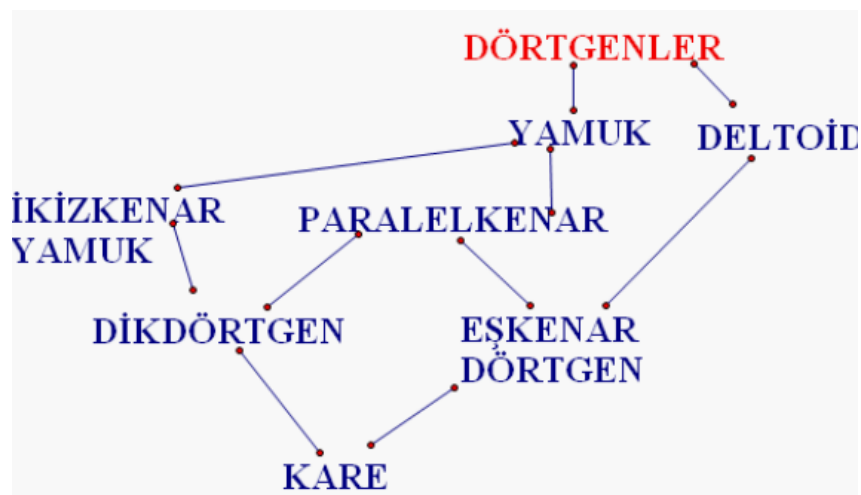 DÖRTGENLER
YAMUK
DELTOİD
İKİZKENAR
YAMUK
PARALELKENAR
DİKDÖRTGEN
EŞKENAR
DÖRTGEN
KARE